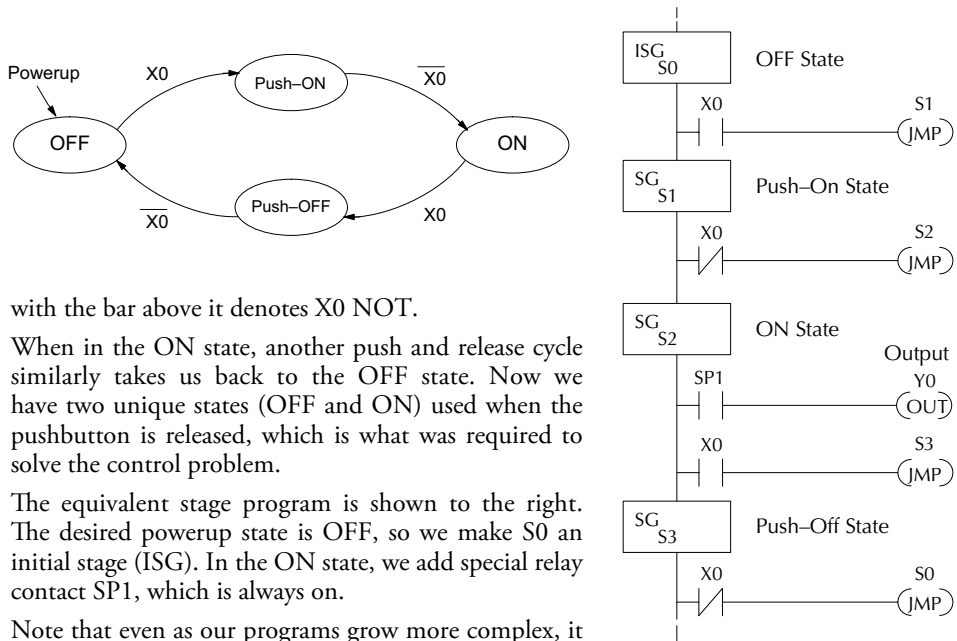 Powerup
X0
Push–ON
X0
OFF
ON
X0
Push–OFF
X0
with the bar above it denotes X0 NOT.
When in the ON state, another push and release cycle
similarly takes us back to the OFF state. Now we
have two unique states (OFF and ON) used when the
pushbutton is released, which is what was required to
solve the control problem.
The equivalent stage program is shown to the right.
The desired powerup state is OFF, so we make S0 an
initial stage (ISG). In the ON state, we add special relay
contact SP1, which is always on.
Note that even as our programs grow more complex, it
ISG
S0
OFF State
X0
S1
JMP
SG
S1
Push–On State
X0
S2
JMP
SG
S2
ON State
Output
SP1
Y0
OUT
X0
S3
JMP
SG
S3
Push–Off State
X0
S0
JMP